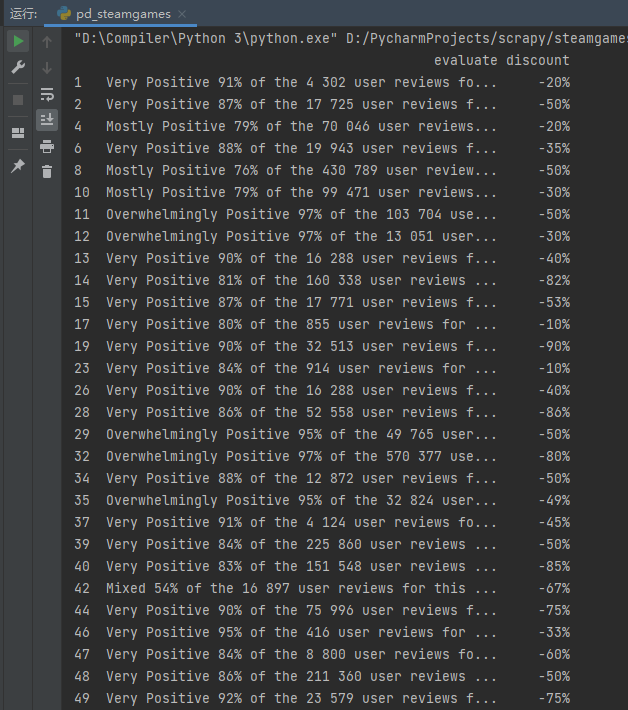 运行: pd_steamgames
"D:\Compiler\Python 3\python.exe" D:/PycharmProjects/scrapy/steamgames
evaluate discount
1 Very Positive 91% of the 4 302 user reviews fo... -20%
2 Very Positive 87% of the 17 725 user reviews f... -50%
4 Mostly Positive 79% of the 70 046 user reviews... -20%
6 Very Positive 88% of the 19 943 user reviews f... -35%
8 Mostly Positive 76% of the 430 789 user review... -50%
10 Mostly Positive 79% of the 99 471 user reviews... -30%
11 Overwhelmingly Positive 97% of the 103 704 use... -50%
12 Overwhelmingly Positive 97% of the 13 051 user... -30%
13 Very Positive 90% of the 16 288 user reviews f... -40%
14 Very Positive 81% of the 160 338 user reviews ... -82%
15 Very Positive 87% of the 17 771 user reviews f... -53%
17 Very Positive 80% of the 855 user reviews for ... -10%
19 Very Positive 90% of the 32 513 user reviews f... -90%
23 Very Positive 84% of the 914 user reviews for ... -10%
26 Very Positive 90% of the 16 288 user reviews f... -40%
28 Very Positive 86% of the 52 558 user reviews f... -86%
29 Overwhelmingly Positive 95% of the 49 765 user... -50%
32 Overwhelmingly Positive 97% of the 570 377 use... -80%
34 Very Positive 88% of the 12 872 user reviews f... -50%
35 Overwhelmingly Positive 95% of the 32 824 user... -49%
37 Very Positive 91% of the 4 124 user reviews fo... -45%
39 Very Positive 84% of the 225 860 user reviews ... -50%
40 Very Positive 83% of the 151 548 user reviews ... -85%
42 Mixed 54% of the 16 897 user reviews for this ... -67%
44 Very Positive 90% of the 75 996 user reviews f... -75%
46 Very Positive 95% of the 416 user reviews for ... -33%
47 Very Positive 84% of the 8 800 user reviews fo... -60%
48 Very Positive 86% of the 211 360 user reviews ... -50%
49 Very Positive 92% of the 23 579 user reviews f... -75%